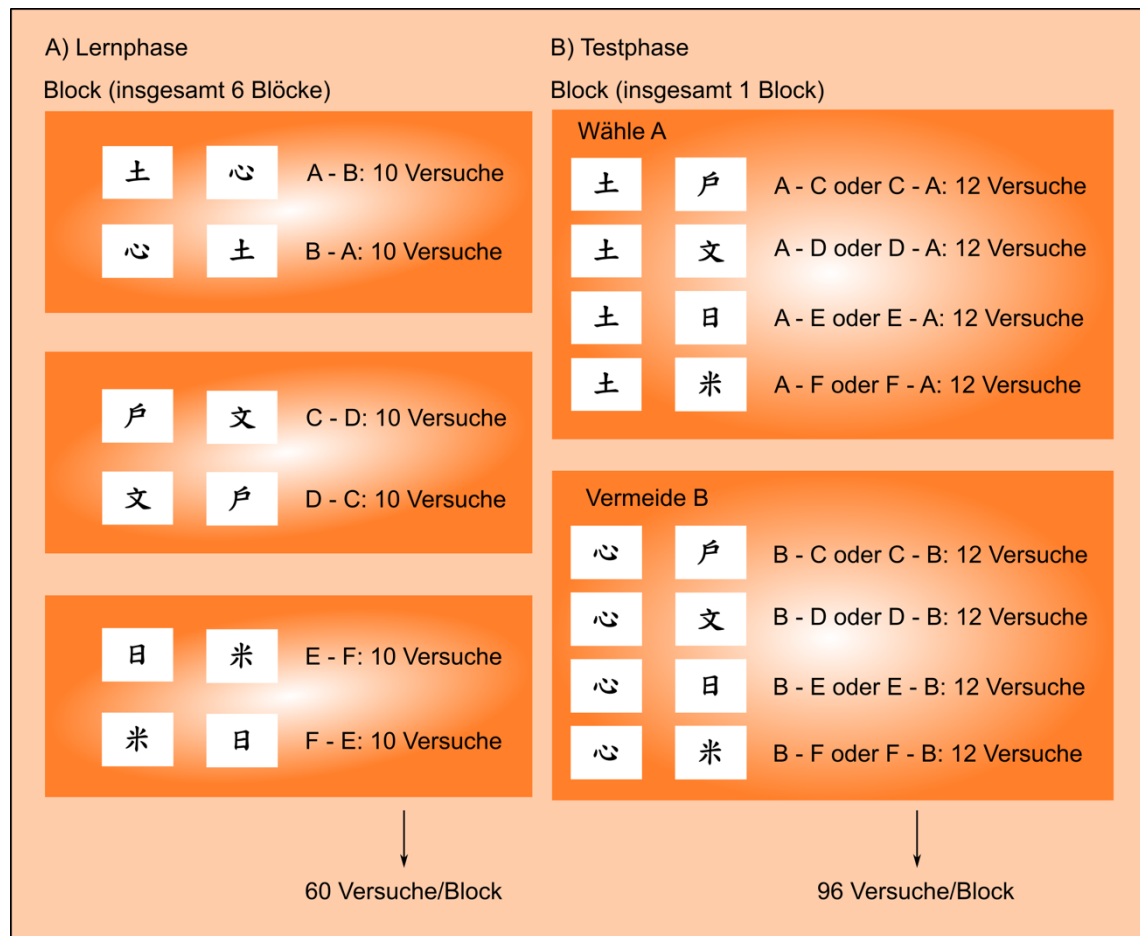 A) Lernphase
Block (insgesamt 6 Blöcke)
土 心 A - B: 10 Versuche
心 土 B - A: 10 Versuche
戶 文 C - D: 10 Versuche
文 戶 D - C: 10 Versuche
日 米 E - F: 10 Versuche
米 日 F - E: 10 Versuche
60 Versuche/Block
B) Testphase
Block (insgesamt 1 Block)
Wähle A
土 戶 A - C oder C - A: 12 Versuche
土 文 A - D oder D - A: 12 Versuche
土 日 A - E oder E - A: 12 Versuche
土 米 A - F oder F - A: 12 Versuche
Vermeide B
心 戶 B - C oder C - B: 12 Versuche
心 文 B - D oder D - B: 12 Versuche
心 日 B - E oder E - B: 12 Versuche
心 米 B - F oder F - B: 12 Versuche
96 Versuche/Block